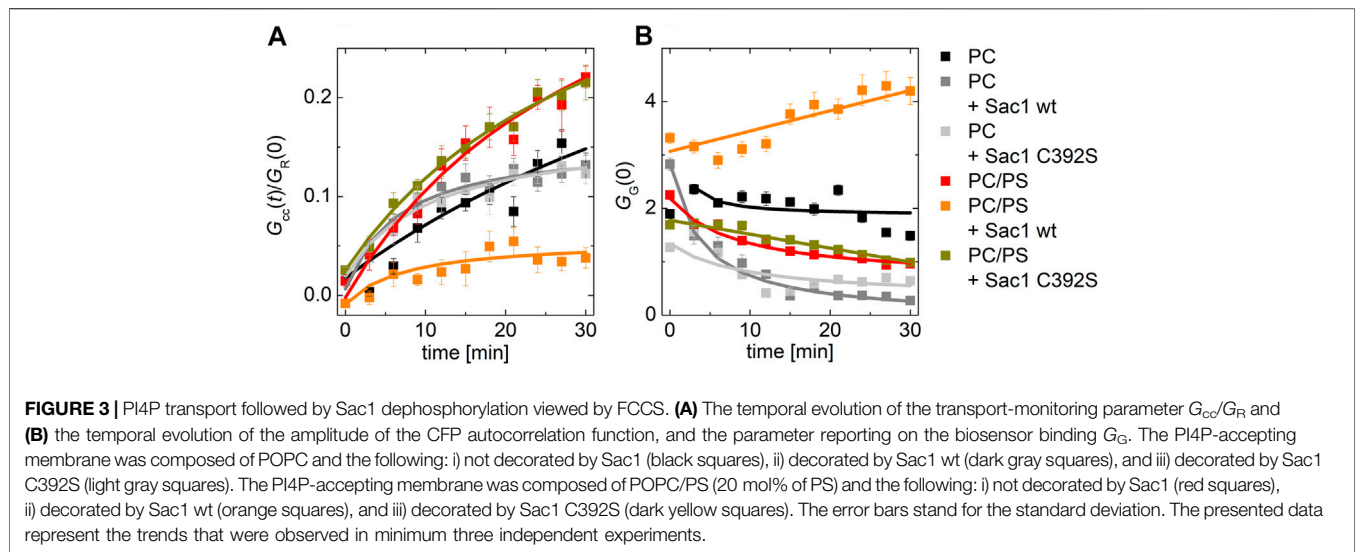 A
B
0.2
0.1
0.0
G_cc(t)/G_R(0)
0
10
20
30
time [min]
4
2
0
G_G(0)
0
10
20
30
time [min]
PC
PC
+ Sac1 wt
PC
+ Sac1 C392S
PC/PS
PC/PS
+ Sac1 wt
PC/PS
+ Sac1 C392S
FIGURE 3 | PI4P transport followed by Sac1 dephosphorylation viewed by FCCS. (A) The temporal evolution of the transport-monitoring parameter G_cc/G_R and
(B) the temporal evolution of the amplitude of the CFP autocorrelation function, and the parameter reporting on the biosensor binding G_G. The PI4P-accepting
membrane was composed of POPC and the following: i) not decorated by Sac1 (black squares), ii) decorated by Sac1 wt (dark gray squares), and iii) decorated by Sac1
C392S (light gray squares). The PI4P-accepting membrane was composed of POPC/PS (20 mol% of PS) and the following: i) not decorated by Sac1 (red squares),
ii) decorated by Sac1 wt (orange squares), and iii) decorated by Sac1 C392S (dark yellow squares). The error bars stand for the standard deviation. The presented data
represent the trends that were observed in minimum three independent experiments.